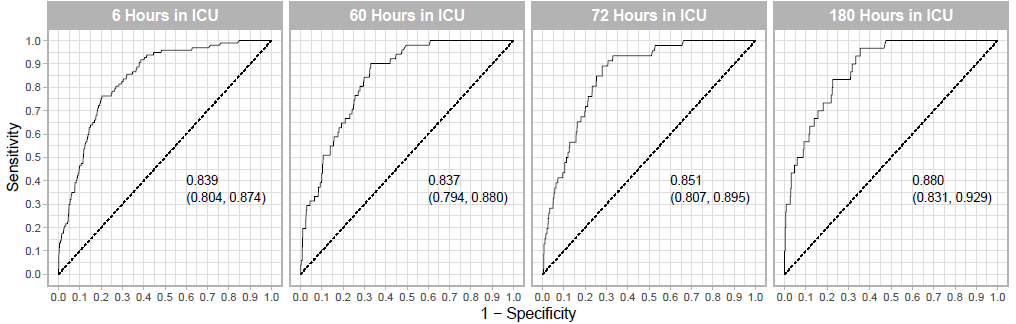 6 Hours in ICU
60 Hours in ICU
72 Hours in ICU
180 Hours in ICU
Sensitivity
1.0
0.9
0.8
0.7
0.6
0.5
0.4
0.3
0.2
0.1
0.0
0.839
(0.804, 0.874)
0.837
(0.794, 0.880)
0.851
(0.807, 0.895)
0.880
(0.831, 0.929)
0.0 0.1 0.2 0.3 0.4 0.5 0.6 0.7 0.8 0.9 1.0
0.0 0.1 0.2 0.3 0.4 0.5 0.6 0.7 0.8 0.9 1.0
0.0 0.1 0.2 0.3 0.4 0.5 0.6 0.7 0.8 0.9 1.0
0.0 0.1 0.2 0.3 0.4 0.5 0.6 0.7 0.8 0.9 1.0
1 − Specificity